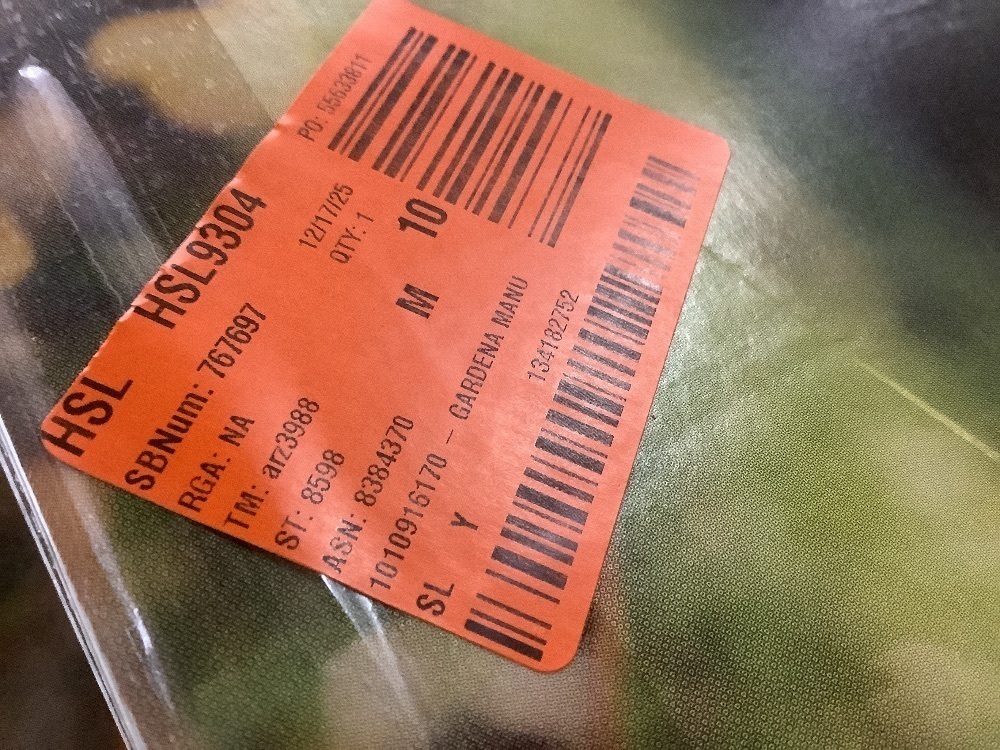 HSL HSL9304 PO: 55633811
SBNum: 767697 12/17/25
RGA: NA QTY: 1
TM: arz3988
ST: 8598 M 10
ASN: 8384370
1010916170 – GARDENA MANU
SL Y 134182752